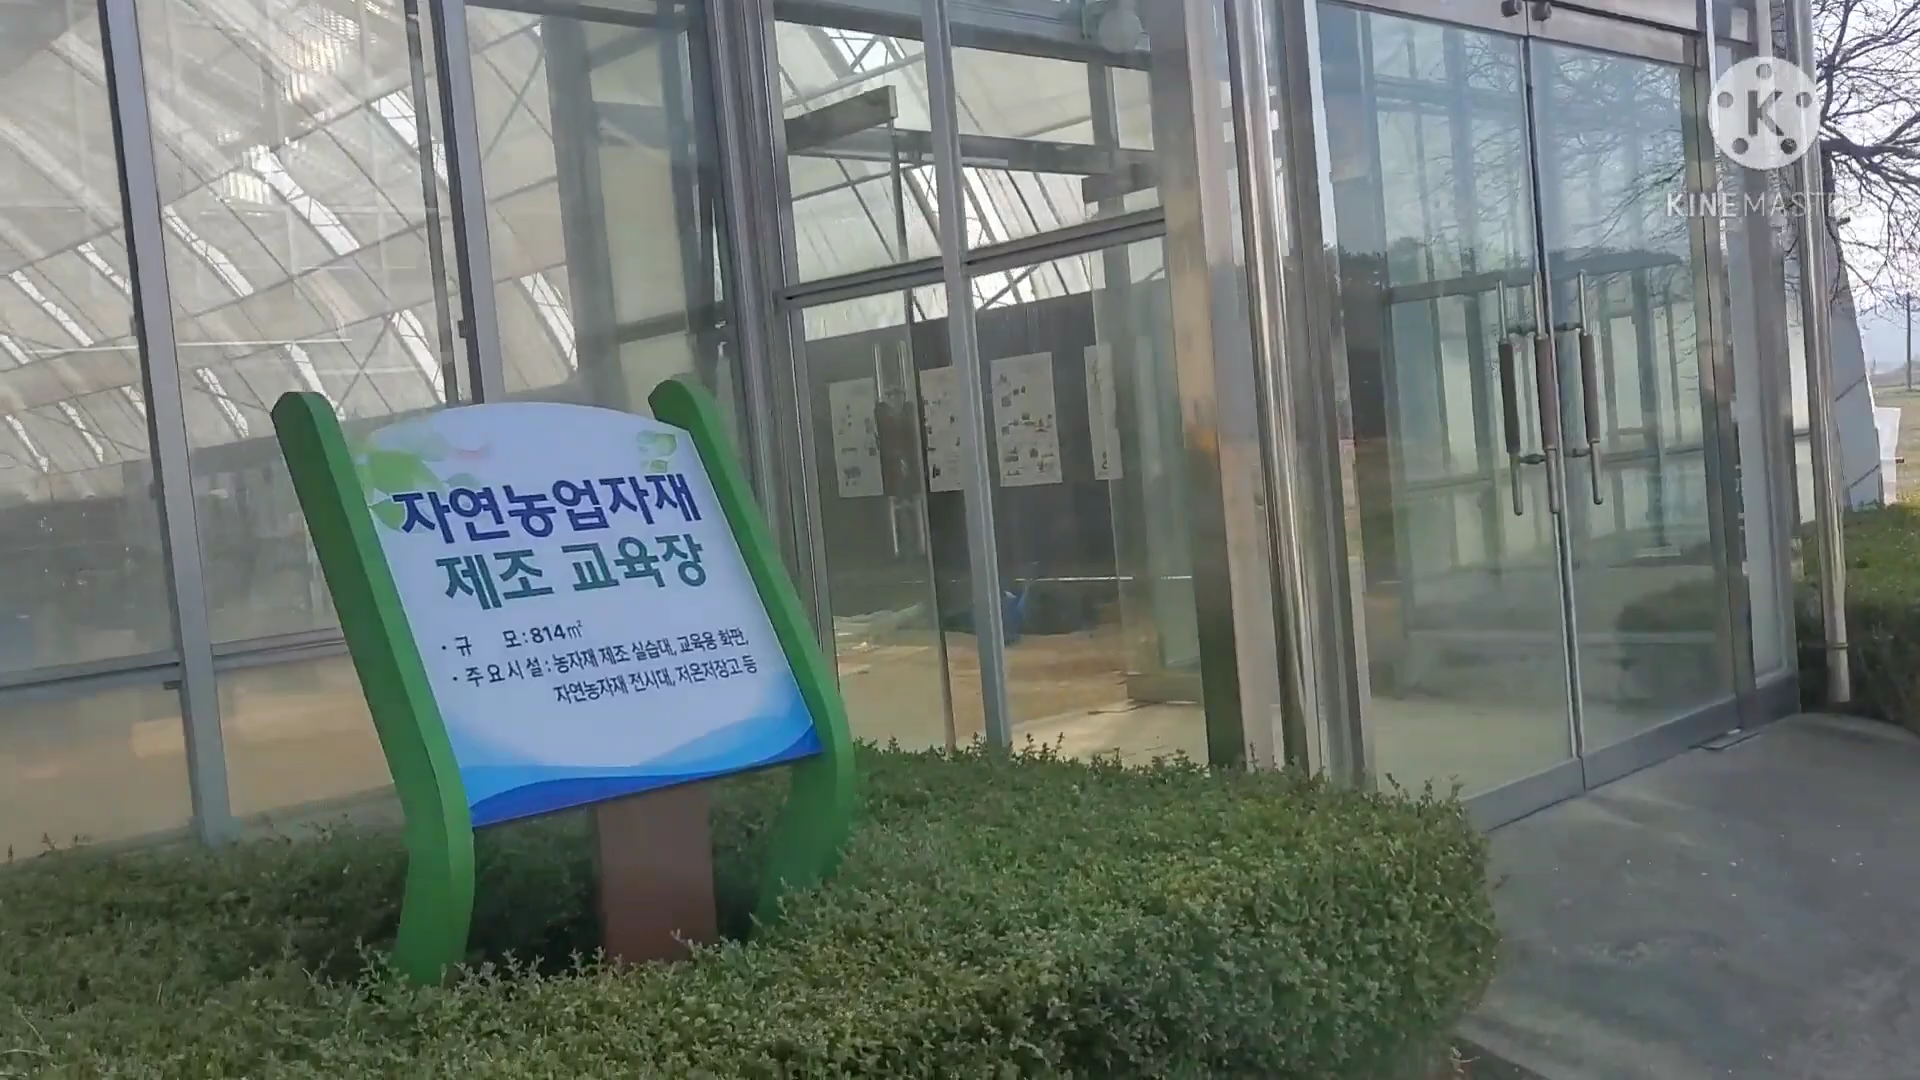 자연농업자재
제조 교육장
· 규 모 : 814㎡
· 주요시설 : 농자재 제조 실습대, 교육용 화판,
자연농자재 전시대, 저온저장고 등
K
KINEMASTER